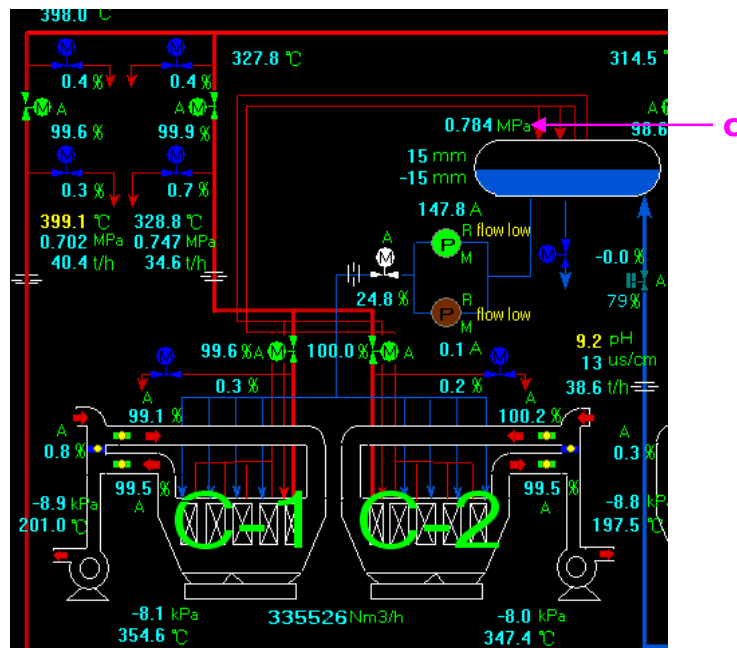 398.0 ℃
327.8 ℃
314.5
M M
0.4 % 0.4 %
M A A M A
99.6 % 99.9 % 0.784 MPa 98.6
M M
15 mm
-15 mm
0.3 % 0.7 %
147.8 A
399.1 ℃ 328.8 ℃
0.702 MPa 0.747 MPa
40.4 t/h 34.6 t/h
R flow low
A P M
M
M -0.0 %
A
24.8 % 79%
R
P flow low
M
9.2 pH
99.6 % A M 100.0 % M A 0.1 A
13 us/cm
M M
0.3 % 0.2 % 38.6 t/h
A A
99.1 % 100.2 %
A A
0.8 % 0.3 %
99.5 % 99.5 %
A A
-8.9 kPa -8.8 kP
201.0 ℃ C-1 C-2 197.5 ℃
-8.1 kPa 335526 Nm3/h -8.0 kPa
354.6 ℃ 347.4 ℃